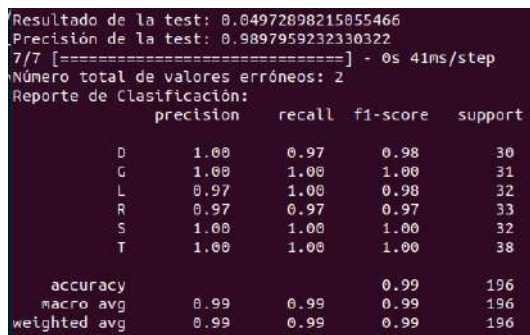 Resultado de la test: 0.04972898215055466
Precisión de la test: 0.9897959232330322
7/7 [==============================] - 0s 41ms/step
Número total de valores erróneos: 2
Reporte de Clasificación:
precision recall f1-score support
D 1.00 0.97 0.98 30
G 1.00 1.00 1.00 31
L 0.97 1.00 0.98 32
R 0.97 0.97 0.97 33
S 1.00 1.00 1.00 32
T 1.00 1.00 1.00 38
accuracy 0.99 196
macro avg 0.99 0.99 0.99 196
weighted avg 0.99 0.99 0.99 196